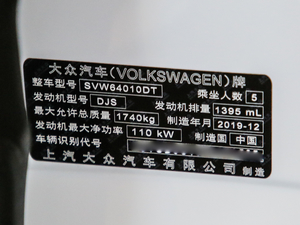 大众汽车(VOLKSWAGEN)牌
整车型号 SVW64010DT 乘坐人数 5
发动机型号 DJS 发动机排量 1395 mL
最大允许总质量 1740kg 制造年月 2019-12
发动机最大净功率 110 kW 制造国 中国
车辆识别代号
上汽大众汽车有限公司 制造